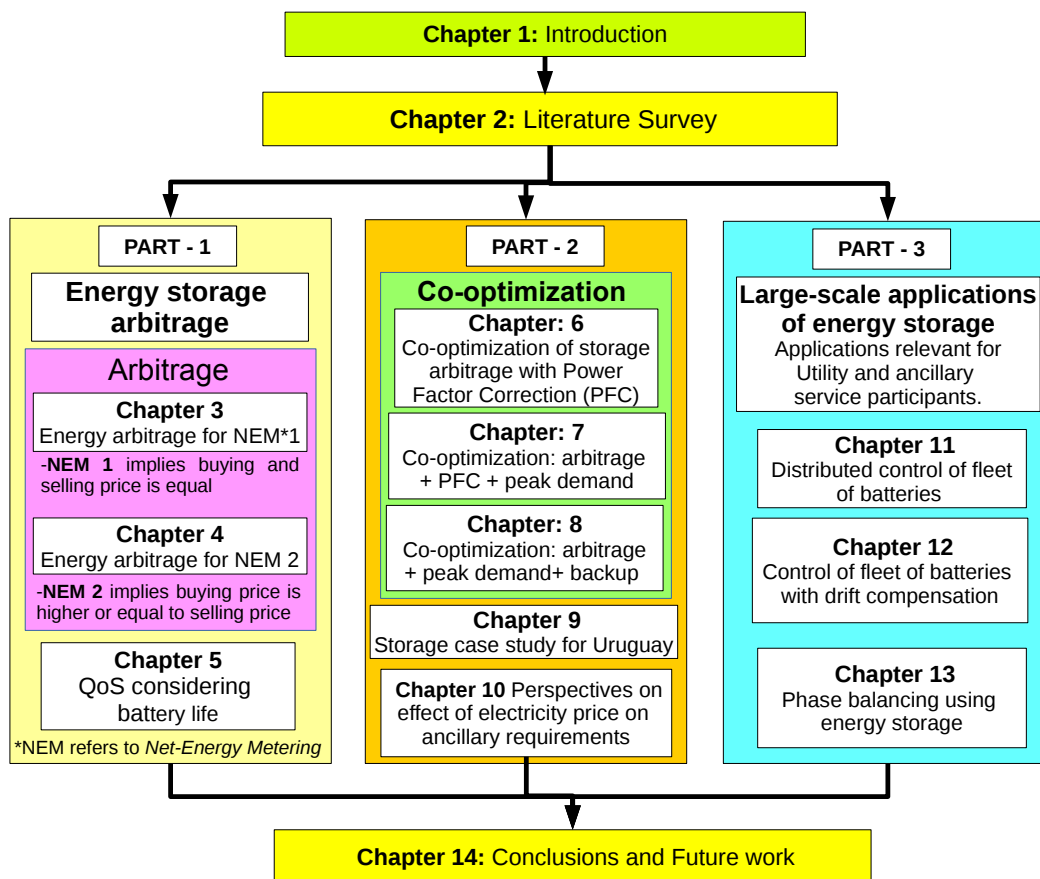 Chapter 1: Introduction
Chapter 2: Literature Survey
PART - 1
Energy storage
arbitrage
Arbitrage
Chapter 3
Energy arbitrage for NEM*1
-NEM 1 implies buying and
selling price is equal
Chapter 4
Energy arbitrage for NEM 2
-NEM 2 implies buying price is
higher or equal to selling price
Chapter 5
QoS considering
battery life
*NEM refers to Net-Energy Metering
PART - 2
Co-optimization
Chapter: 6
Co-optimization of storage
arbitrage with Power
Factor Correction (PFC)
Chapter: 7
Co-optimization: arbitrage
+ PFC + peak demand
Chapter: 8
Co-optimization: arbitrage
+ peak demand+ backup
Chapter 9
Storage case study for Uruguay
Chapter 10 Perspectives on
effect of electricity price on
ancillary requirements
PART - 3
Large-scale applications
of energy storage
Applications relevant for
Utility and ancillary
service participants.
Chapter 11
Distributed control of fleet
of batteries
Chapter 12
Control of fleet of batteries
with drift compensation
Chapter 13
Phase balancing using
energy storage
Chapter 14: Conclusions and Future work